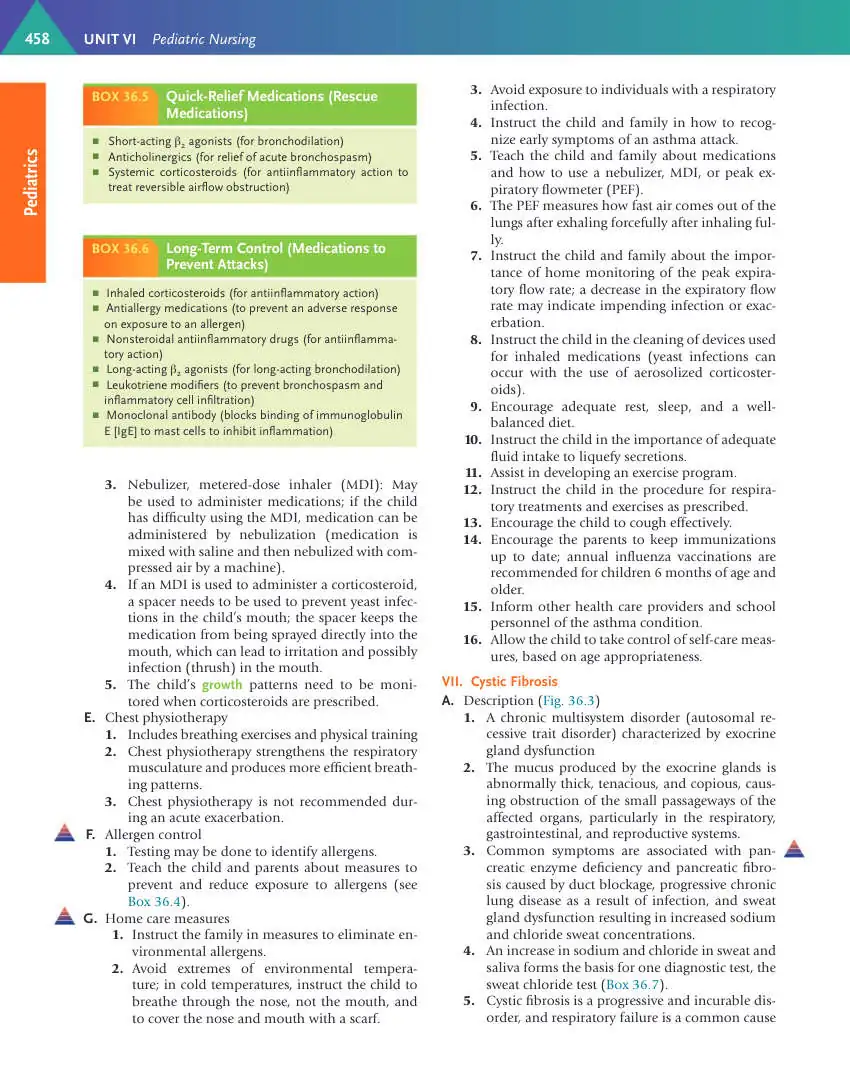 458 UNIT VI Pediatric Nursing
Pediatrics
BOX 36.5 Quick-Relief Medications (Rescue
Medications)
■ Short-acting β₂ agonists (for bronchodilation)
■ Anticholinergics (for relief of acute bronchospasm)
■ Systemic corticosteroids (for antiinflammatory action to
treat reversible airflow obstruction)
BOX 36.6 Long-Term Control (Medications to
Prevent Attacks)
■ Inhaled corticosteroids (for antiinflammatory action)
■ Antiallergy medications (to prevent an adverse response
on exposure to an allergen)
■ Nonsteroidal antiinflammatory drugs (for antiinflamma-
tory action)
■ Long-acting β₂ agonists (for long-acting bronchodilation)
■ Leukotriene modifiers (to prevent bronchospasm and
inflammatory cell infiltration)
■ Monoclonal antibody (blocks binding of immunoglobulin
E [IgE] to mast cells to inhibit inflammation)
3. Nebulizer, metered-dose inhaler (MDI): May
be used to administer medications; if the child
has difficulty using the MDI, medication can be
administered by nebulization (medication is
mixed with saline and then nebulized with com-
pressed air by a machine).
4. If an MDI is used to administer a corticosteroid,
a spacer needs to be used to prevent yeast infec-
tions in the child's mouth; the spacer keeps the
medication from being sprayed directly into the
mouth, which can lead to irritation and possibly
infection (thrush) in the mouth.
5. The child's growth patterns need to be moni-
tored when corticosteroids are prescribed.
E. Chest physiotherapy
1. Includes breathing exercises and physical training
2. Chest physiotherapy strengthens the respiratory
musculature and produces more efficient breath-
ing patterns.
3. Chest physiotherapy is not recommended dur-
ing an acute exacerbation.
F. Allergen control
1. Testing may be done to identify allergens.
2. Teach the child and parents about measures to
prevent and reduce exposure to allergens (see
Box 36.4).
G. Home care measures
1. Instruct the family in measures to eliminate en-
vironmental allergens.
2. Avoid extremes of environmental tempera-
ture; in cold temperatures, instruct the child to
breathe through the nose, not the mouth, and
to cover the nose and mouth with a scarf.
3. Avoid exposure to individuals with a respiratory
infection.
4. Instruct the child and family in how to recog-
nize early symptoms of an asthma attack.
5. Teach the child and family about medications
and how to use a nebulizer, MDI, or peak ex-
piratory flowmeter (PEF).
6. The PEF measures how fast air comes out of the
lungs after exhaling forcefully after inhaling ful-
ly.
7. Instruct the child and family about the impor-
tance of home monitoring of the peak expira-
tory flow rate; a decrease in the expiratory flow
rate may indicate impending infection or exac-
erbation.
8. Instruct the child in the cleaning of devices used
for inhaled medications (yeast infections can
occur with the use of aerosolized corticoster-
oids).
9. Encourage adequate rest, sleep, and a well-
balanced diet.
10. Instruct the child in the importance of adequate
fluid intake to liquefy secretions.
11. Assist in developing an exercise program.
12. Instruct the child in the procedure for respira-
tory treatments and exercises as prescribed.
13. Encourage the child to cough effectively.
14. Encourage the parents to keep immunizations
up to date; annual influenza vaccinations are
recommended for children 6 months of age and
older.
15. Inform other health care providers and school
personnel of the asthma condition.
16. Allow the child to take control of self-care meas-
ures, based on age appropriateness.
VII. Cystic Fibrosis
A. Description (Fig. 36.3)
1. A chronic multisystem disorder (autosomal re-
cessive trait disorder) characterized by exocrine
gland dysfunction
2. The mucus produced by the exocrine glands is
abnormally thick, tenacious, and copious, caus-
ing obstruction of the small passageways of the
affected organs, particularly in the respiratory,
gastrointestinal, and reproductive systems.
3. Common symptoms are associated with pan-
creatic enzyme deficiency and pancreatic fibro-
sis caused by duct blockage, progressive chronic
lung disease as a result of infection, and sweat
gland dysfunction resulting in increased sodium
and chloride sweat concentrations.
4. An increase in sodium and chloride in sweat and
saliva forms the basis for one diagnostic test, the
sweat chloride test (Box 36.7).
5. Cystic fibrosis is a progressive and incurable dis-
order, and respiratory failure is a common cause